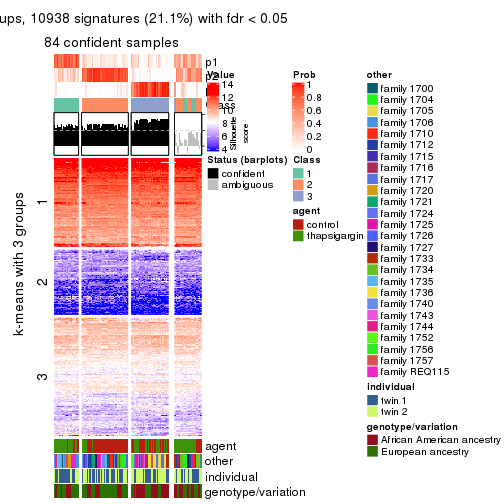 ups, 10938 signatures (21.1%) with fdr < 0.05
84 confident samples
p1
p2
Class
Silhouette
score
k-means with 3 groups
1
2
3
agent
other
individual
genotype/variation
Value
14
12
10
8
6
4
Status (barplots)
confident
ambiguous
Prob
1
0.8
0.6
0.4
0.2
0
Class
1
2
3
agent
control
thapsigargin
other
family 1700
family 1704
family 1705
family 1706
family 1710
family 1712
family 1715
family 1716
family 1717
family 1720
family 1721
family 1724
family 1725
family 1726
family 1727
family 1733
family 1734
family 1735
family 1736
family 1740
family 1743
family 1744
family 1752
family 1756
family 1757
family REQ115
individual
twin 1
twin 2
genotype/variation
African American ancestry
European ancestry